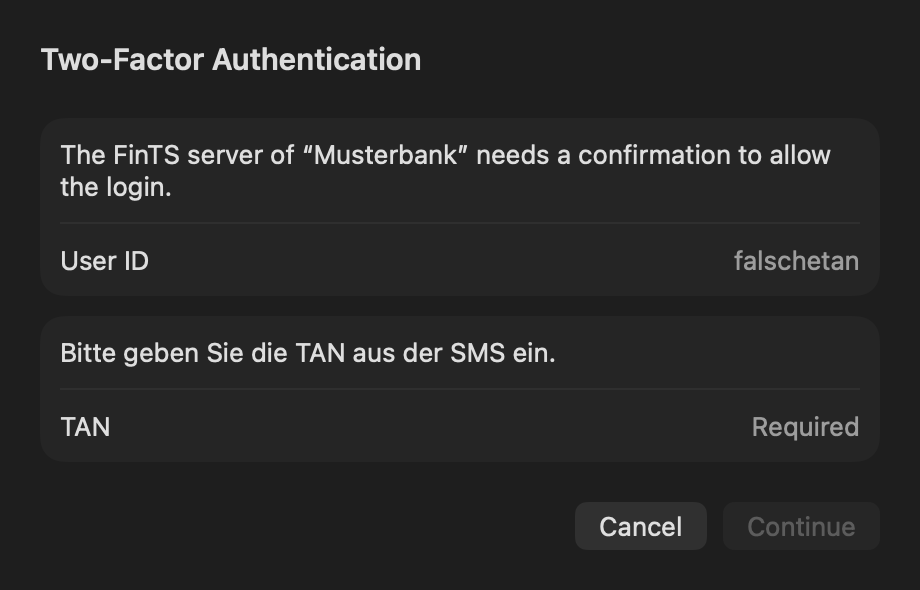 Two-Factor Authentication
The FinTS server of “Musterbank” needs a confirmation to allow
the login.
User ID falschetan
Bitte geben Sie die TAN aus der SMS ein.
TAN Required
Cancel Continue